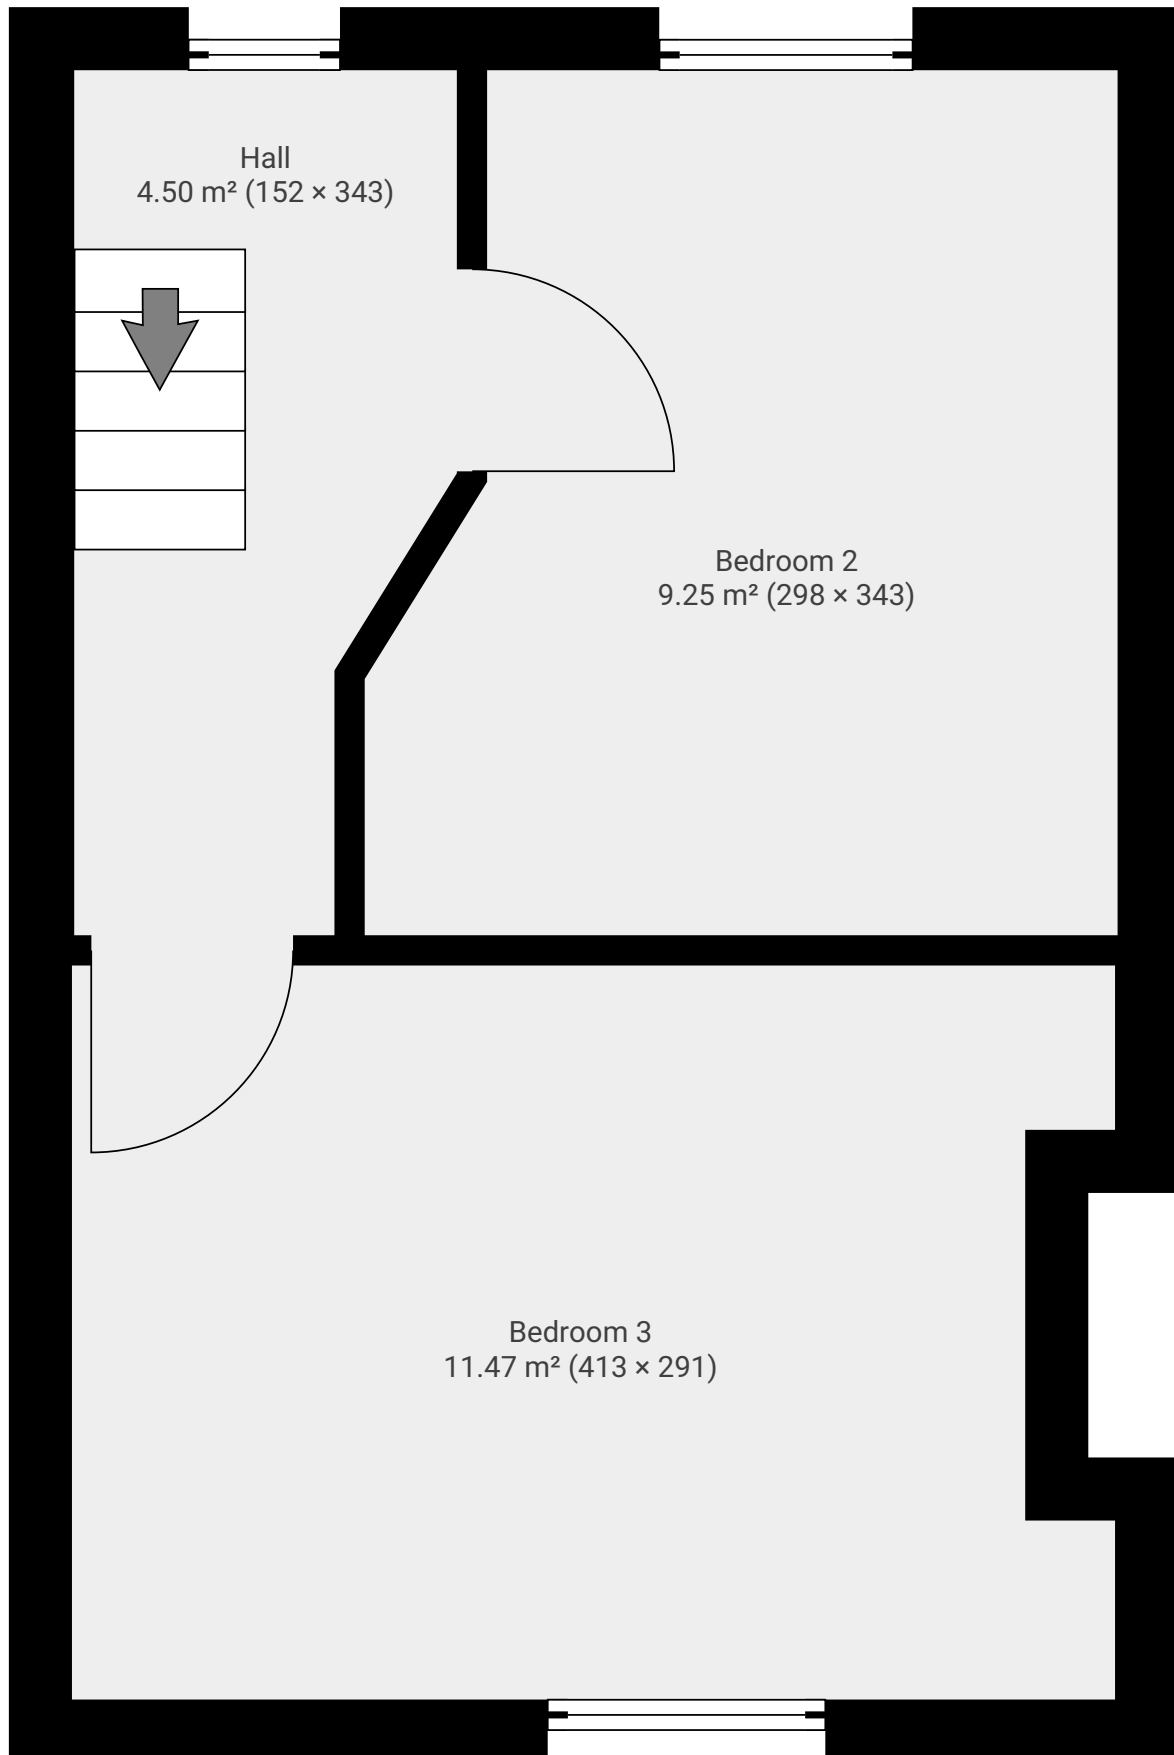 Hall
4.50 m² (152 × 343)
Bedroom 2
9.25 m² (298 × 343)
Bedroom 3
11.47 m² (413 × 291)